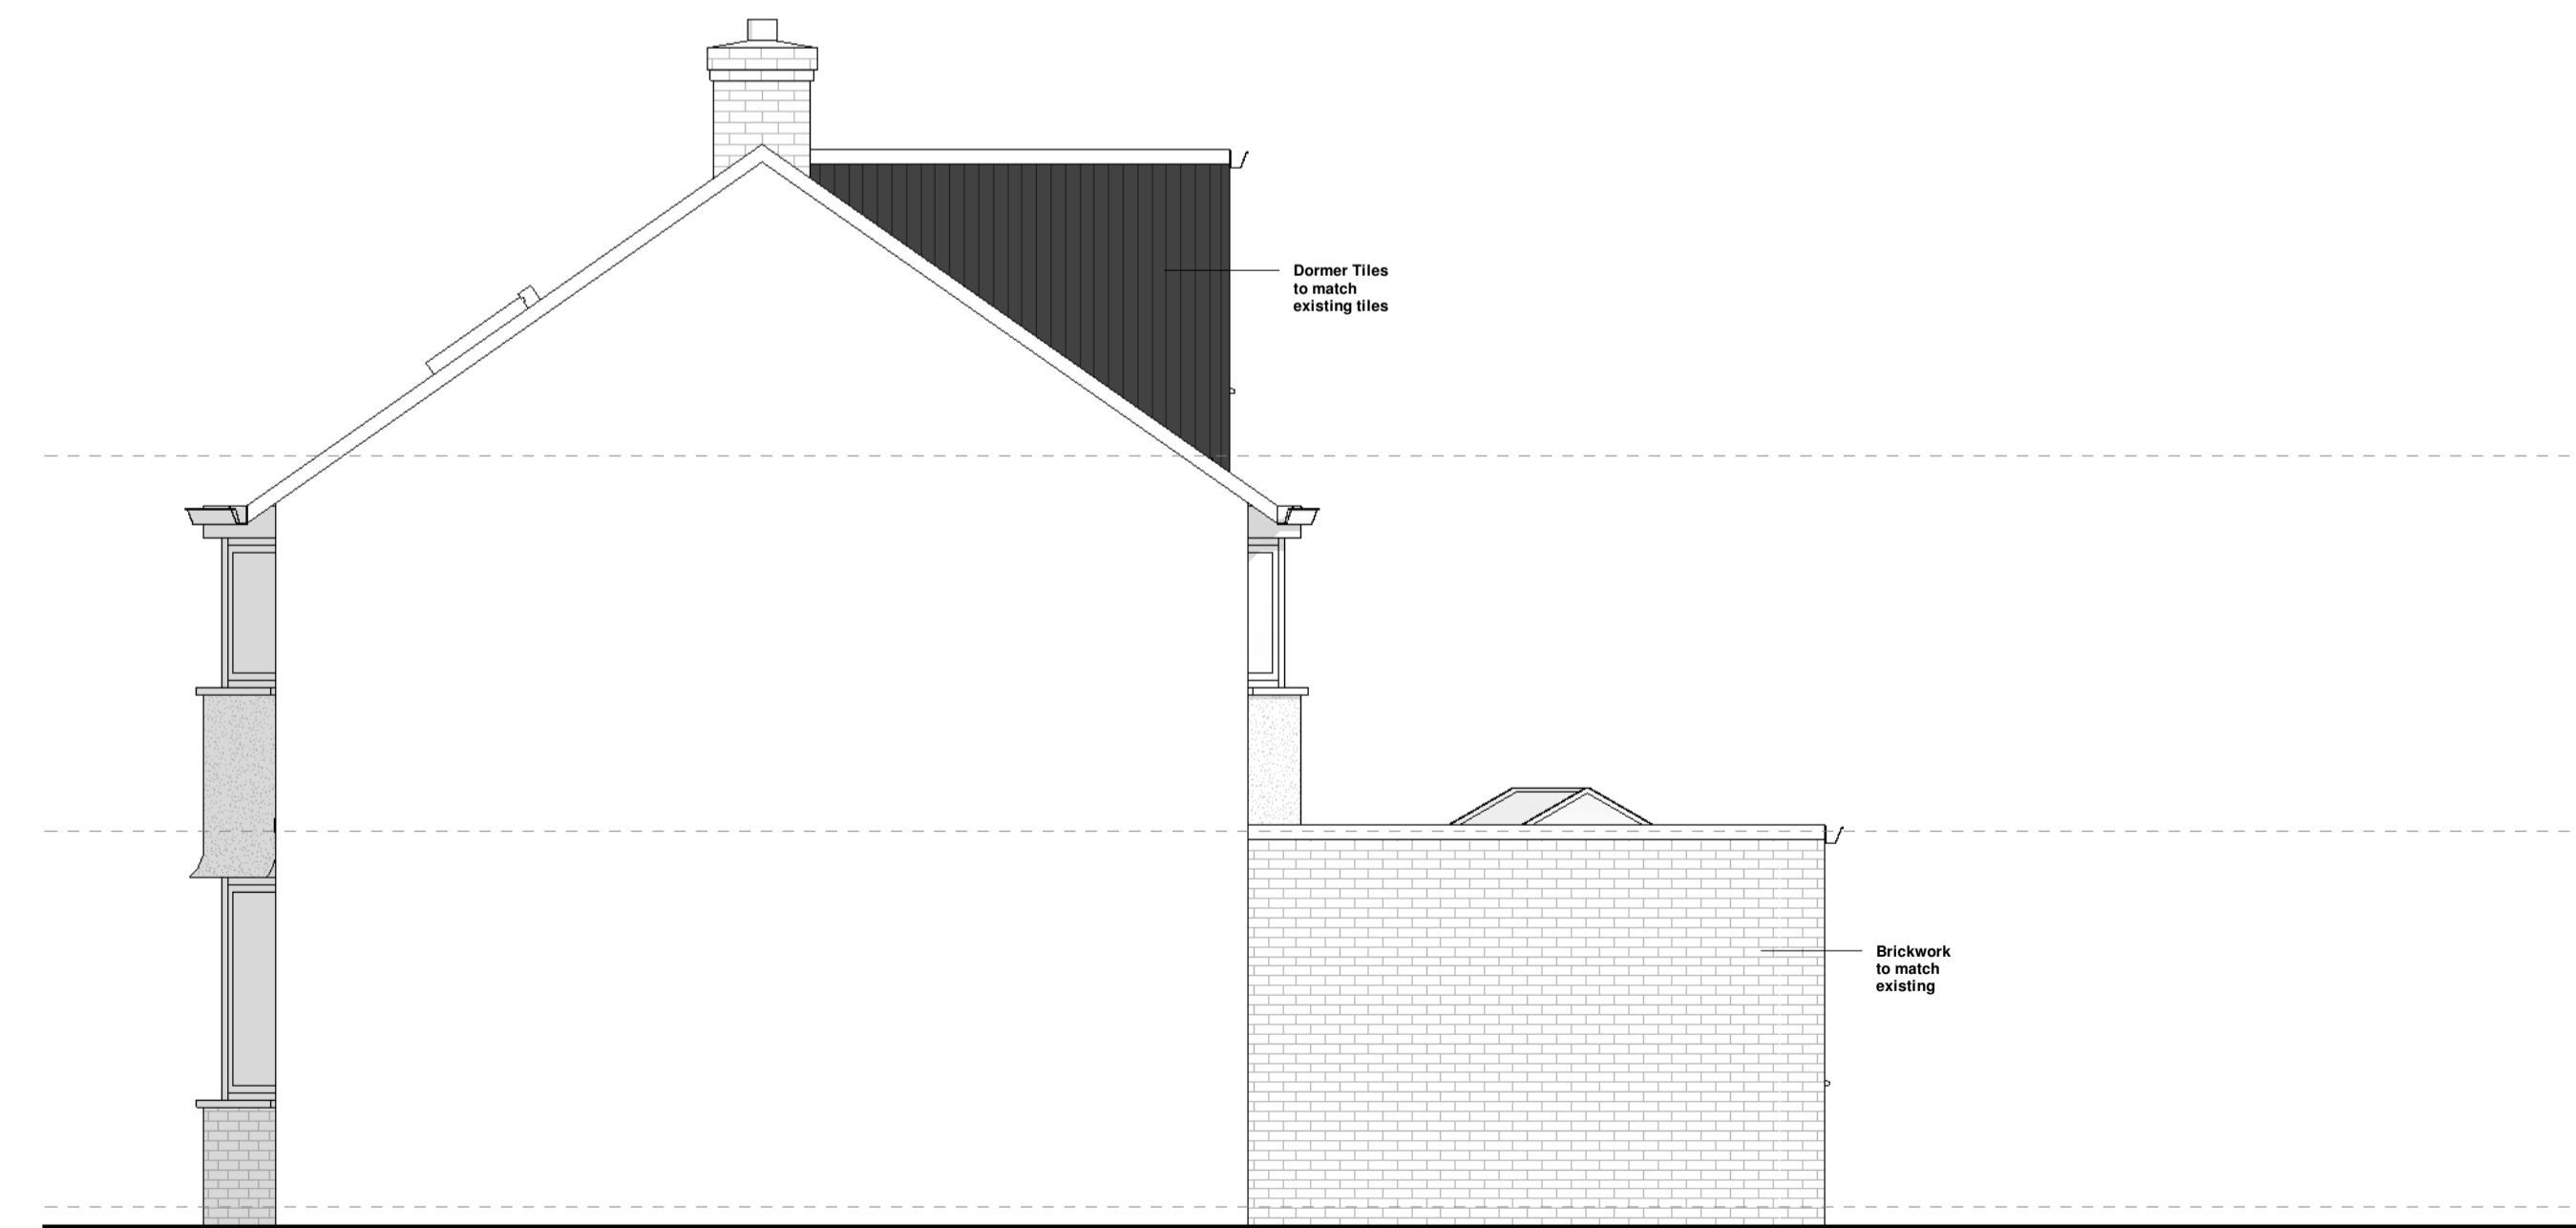 Dormer Tiles
to match
existing tiles
Brickwork
to match
existing